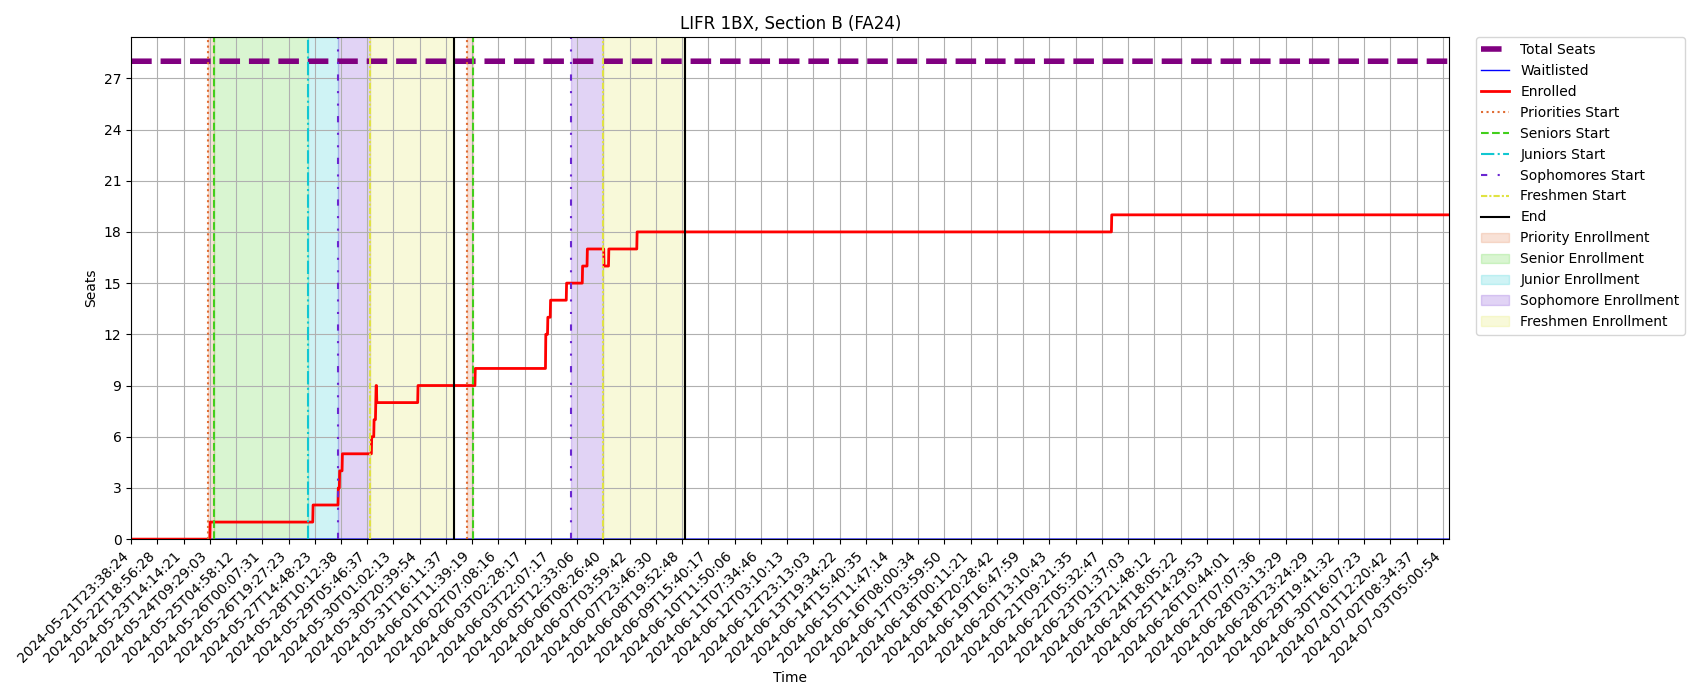 LIFR 1BX, Section B (FA24)
Total Seats
Waitlisted
Enrolled
Priorities Start
Seniors Start
Juniors Start
Sophomores Start
Freshmen Start
End
Priority Enrollment
Senior Enrollment
Junior Enrollment
Sophomore Enrollment
Freshmen Enrollment
Seats
27
24
21
18
15
12
9
6
3
0
2024-05-21T23:38:24
2024-05-22T18:56:28
2024-05-23T14:14:21
2024-05-24T09:29:03
2024-05-25T04:58:12
2024-05-26T00:07:31
2024-05-26T19:27:23
2024-05-27T14:48:23
2024-05-28T10:12:38
2024-05-29T05:46:37
2024-05-30T01:02:13
2024-05-30T20:39:54
2024-05-31T16:11:37
2024-06-01T11:39:19
2024-06-02T07:08:16
2024-06-03T02:28:17
2024-06-03T22:07:17
2024-06-05T12:33:06
2024-06-06T08:26:40
2024-06-07T03:59:42
2024-06-07T23:46:30
2024-06-08T19:52:48
2024-06-09T15:40:17
2024-06-10T11:50:06
2024-06-11T07:34:46
2024-06-12T03:10:13
2024-06-12T23:13:03
2024-06-13T19:34:22
2024-06-14T15:40:35
2024-06-15T11:47:14
2024-06-16T08:00:34
2024-06-17T03:59:50
2024-06-18T00:11:21
2024-06-18T20:28:42
2024-06-19T16:47:59
2024-06-20T13:10:43
2024-06-21T09:21:35
2024-06-22T05:32:47
2024-06-23T01:37:03
2024-06-23T21:48:12
2024-06-24T18:05:22
2024-06-25T14:29:53
2024-06-26T10:44:01
2024-06-27T07:07:36
2024-06-28T03:13:29
2024-06-28T23:24:29
2024-06-29T19:41:32
2024-06-30T16:07:23
2024-07-01T12:20:42
2024-07-02T08:34:37
2024-07-03T05:00:54
Time